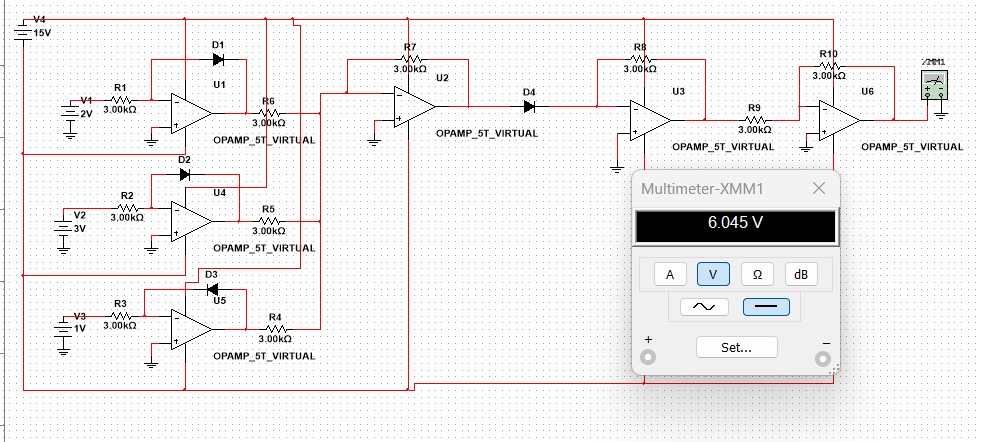 V4
15V
R1
3.00kΩ
V1
2V
D1
U1
R6
3.00kΩ
OPAMP_5T_VIRTUAL
D2
U4
R2
3.00kΩ
V2
3V
R5
3.00kΩ
OPAMP_5T_VIRTUAL
D3
U5
R3
3.00kΩ
V3
1V
R4
3.00kΩ
OPAMP_5T_VIRTUAL
R7
3.00kΩ
U2
OPAMP_5T_VIRTUAL
D4
R8
3.00kΩ
U3
OPAMP_5T_VIRTUAL
R9
3.00kΩ
R10
3.00kΩ
U6
OPAMP_5T_VIRTUAL
XMM1
Multimeter-XMM1
6.045 V
A
V
Ω
dB
Set...
+
−